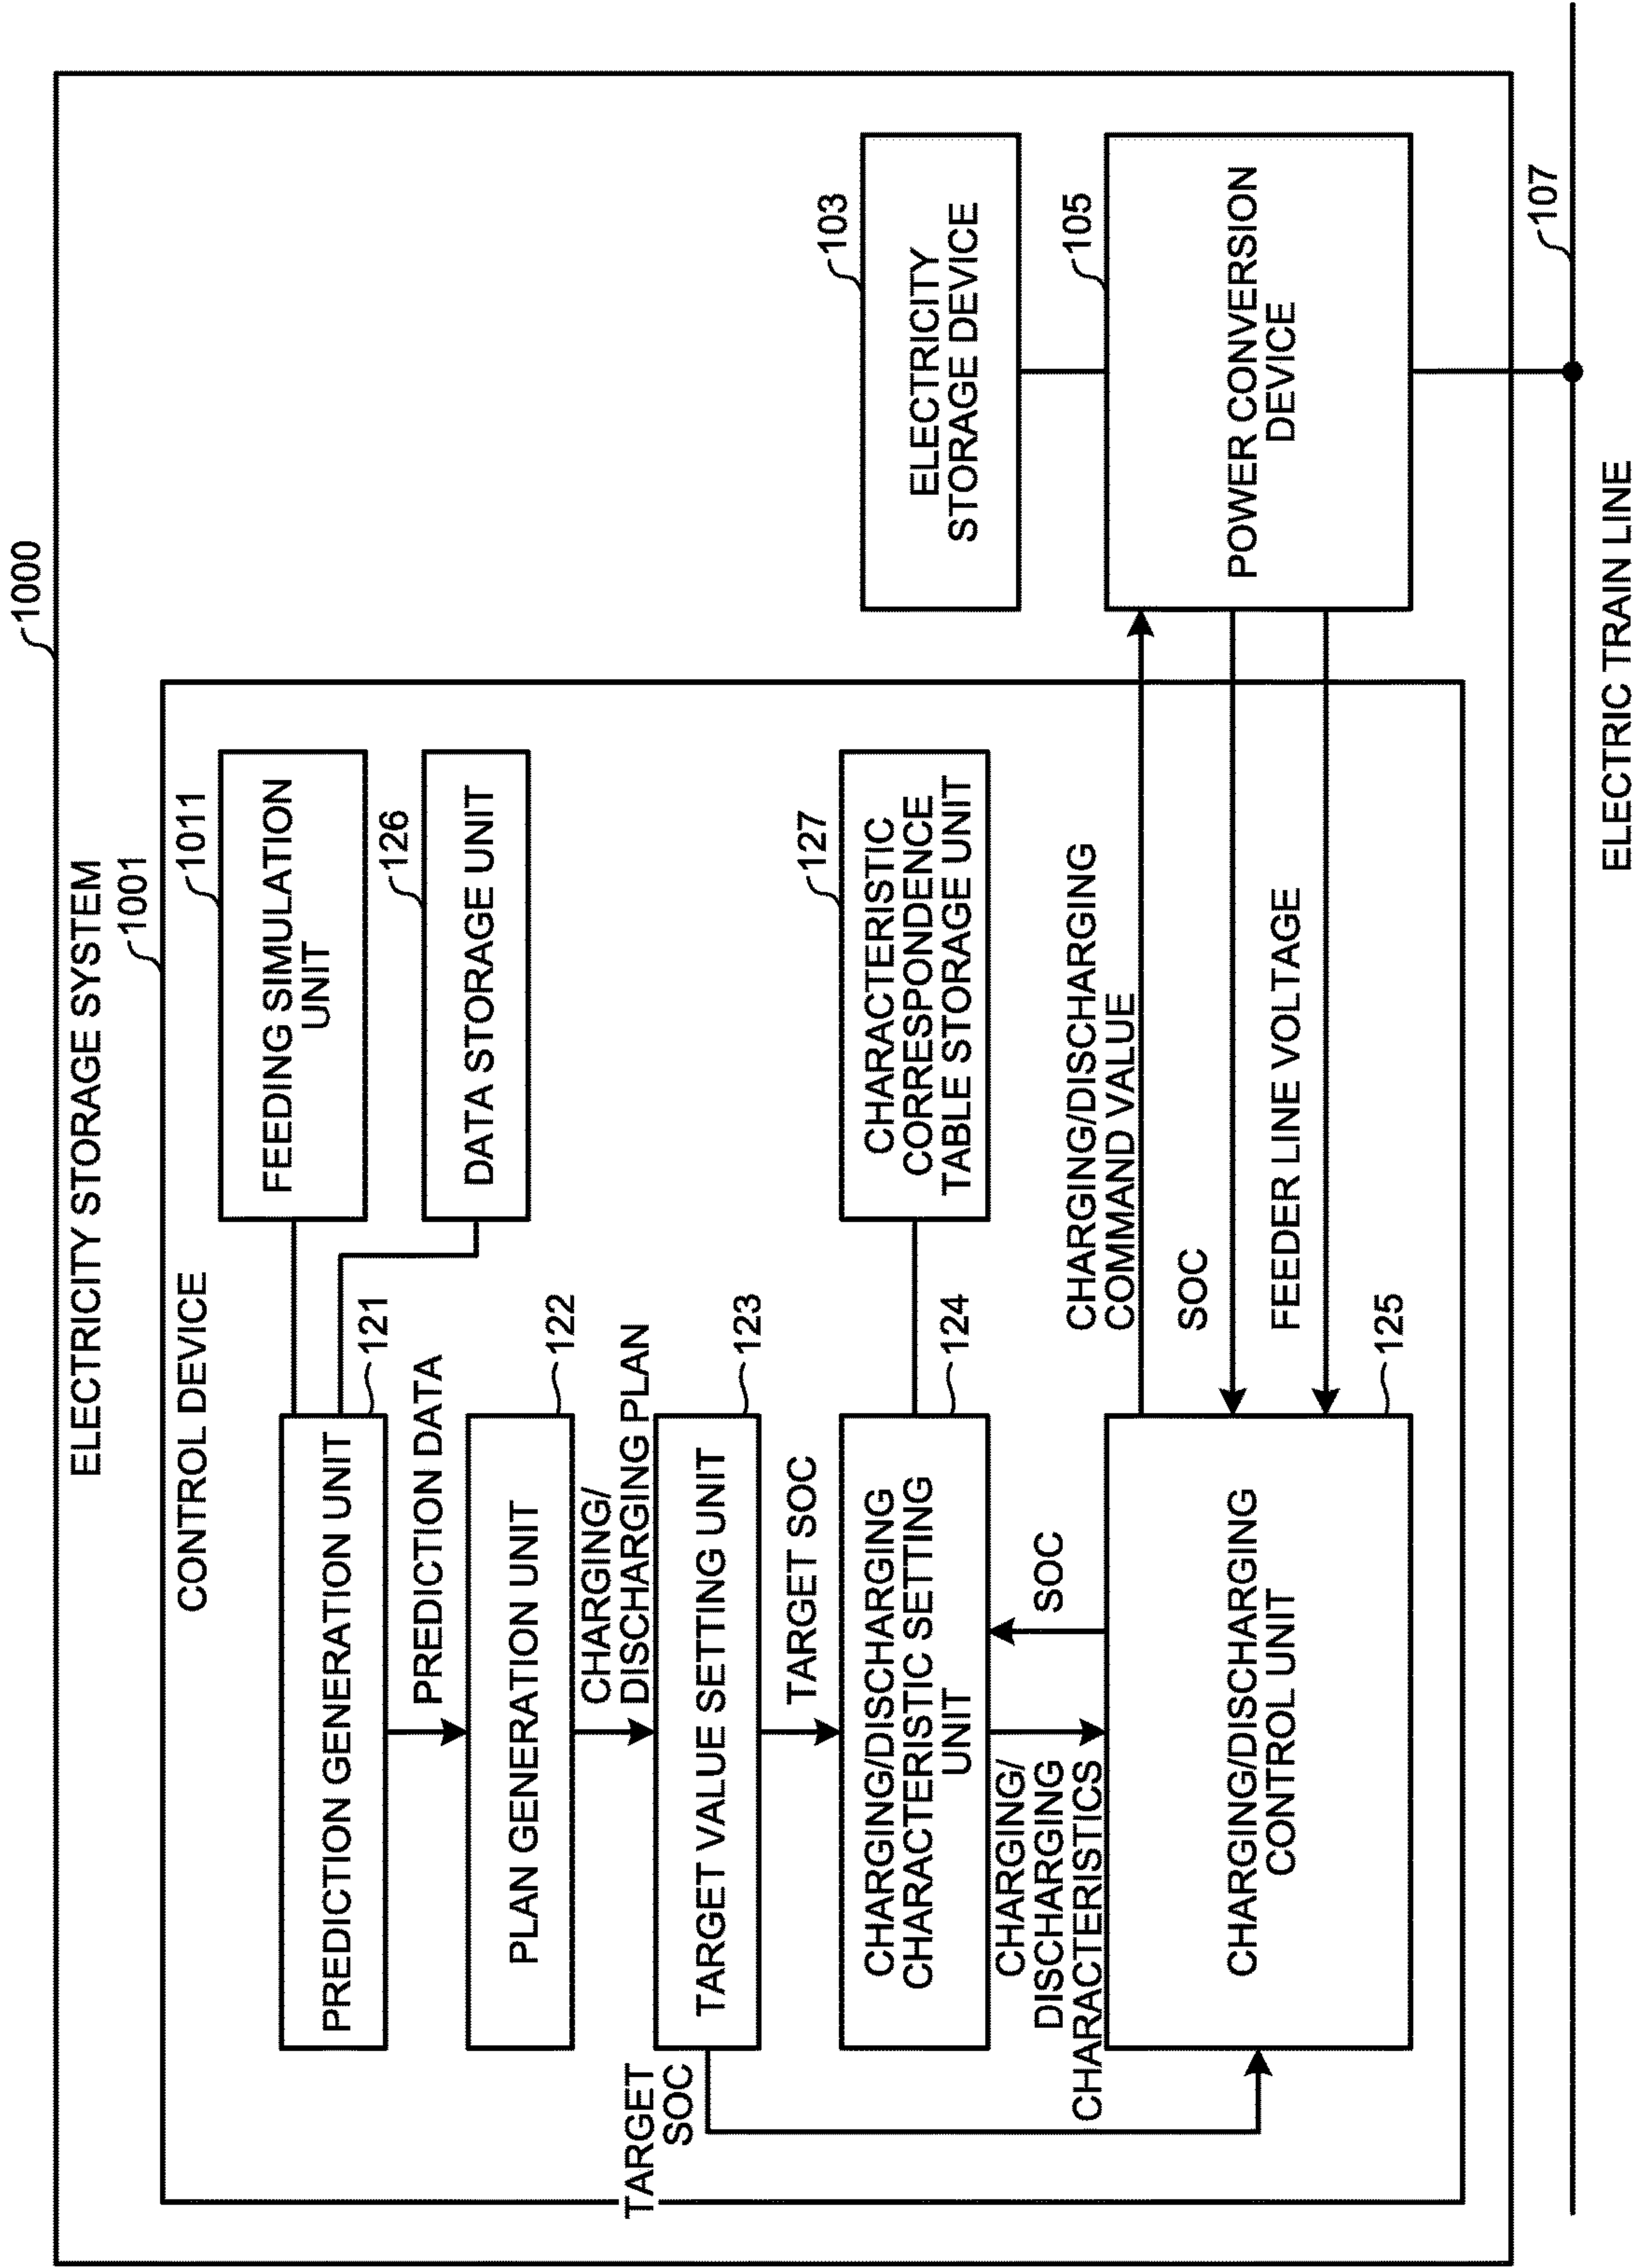 1000
ELECTRICITY STORAGE SYSTEM
1001
CONTROL DEVICE
1011
FEEDING SIMULATION
UNIT
121
PREDICTION GENERATION UNIT
126
DATA STORAGE UNIT
PREDICTION DATA
122
PLAN GENERATION UNIT
CHARGING/
DISCHARGING PLAN
123
TARGET VALUE SETTING UNIT
TARGET
SOC
TARGET SOC
124
CHARGING/DISCHARGING
CHARACTERISTIC SETTING
UNIT
127
CHARACTERISTIC
CORRESPONDENCE
TABLE STORAGE UNIT
103
ELECTRICITY
STORAGE DEVICE
CHARGING/
DISCHARGING
CHARACTERISTICS
SOC
CHARGING/DISCHARGING
COMMAND VALUE
SOC
FEEDER LINE VOLTAGE
125
CHARGING/DISCHARGING
CONTROL UNIT
105
POWER CONVERSION
DEVICE
107
ELECTRIC TRAIN LINE